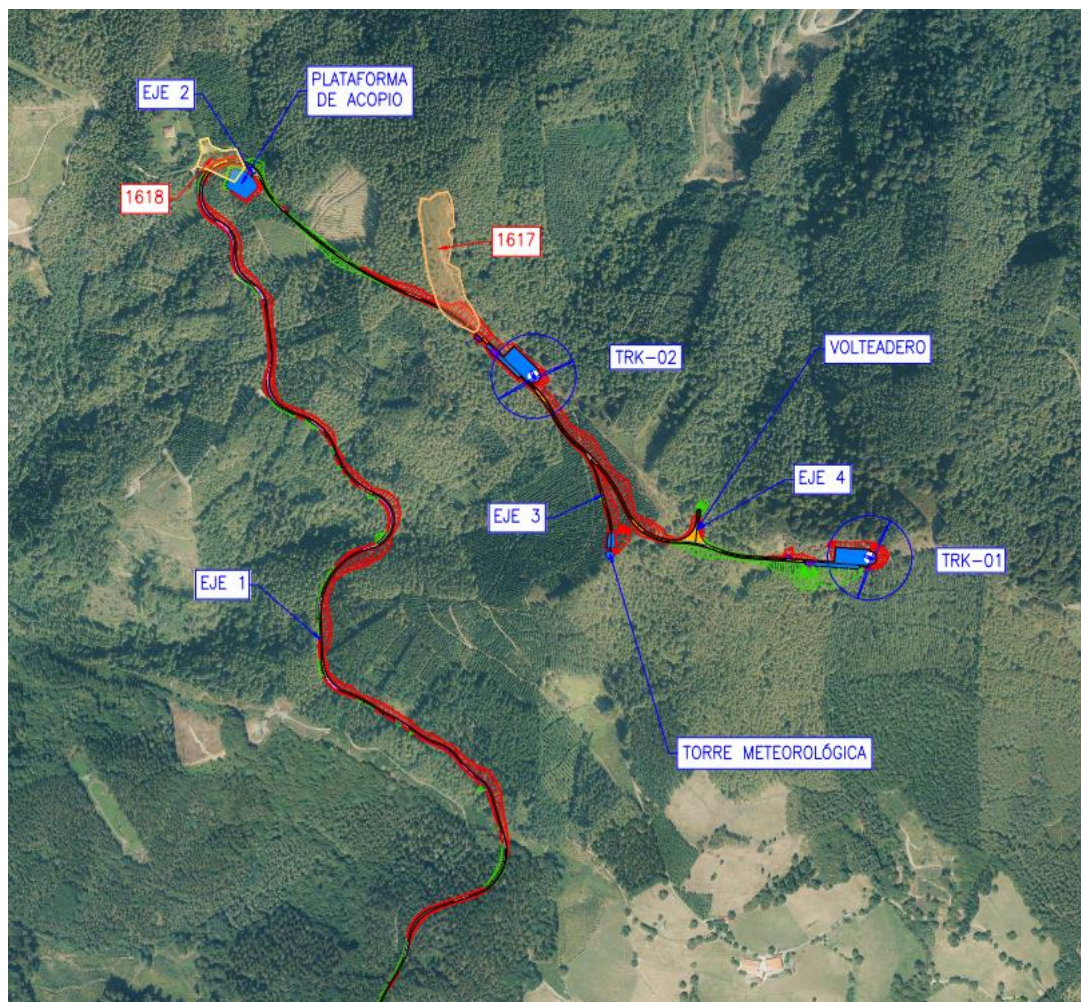 PLATAFORMA
DE ACOPIO
EJE 2
1618
1617
TRK-02
VOLTEADERO
EJE 4
EJE 3
TRK-01
EJE 1
TORRE METEOROLÓGICA